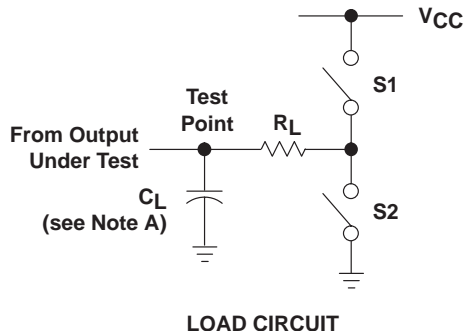 VCC
S1
Test
Point
RL
From Output
Under Test
CL
(see Note A)
S2
LOAD CIRCUIT